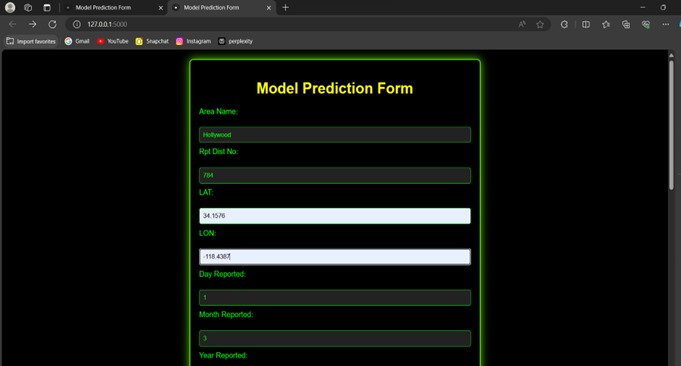 Model Prediction Form
Model Prediction Form
127.0.0.1:5000
Import favorites Gmail YouTube Snapchat Instagram perplexity
Model Prediction Form
Area Name:
Hollywood
Rpt Dist No:
784
LAT:
34.1576
LON:
-118.4387
Day Reported:
1
Month Reported:
3
Year Reported: